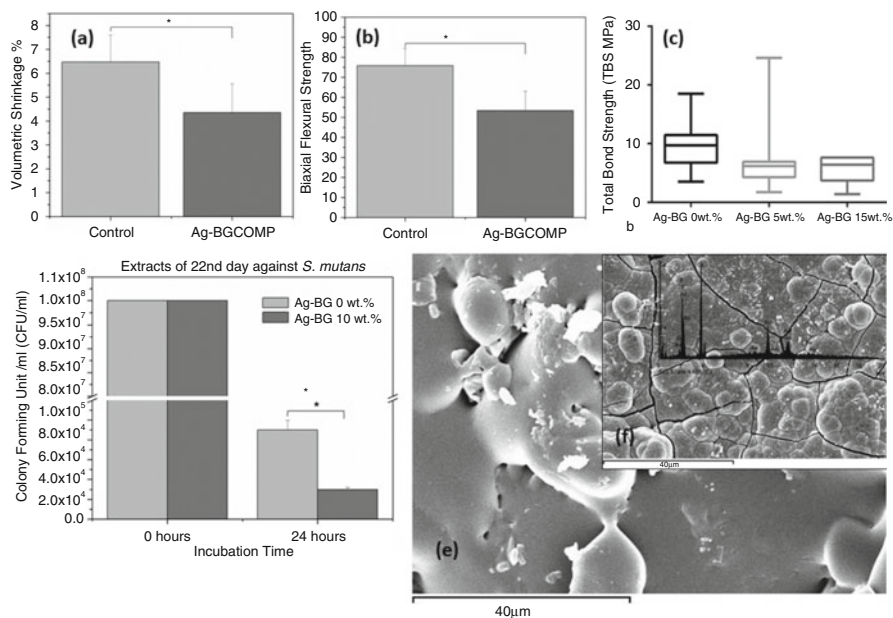 (a)
*
Volumetric Shrinkage %
8
7
6
5
4
3
2
1
0
Control
Ag-BGCOMP
(b)
*
Biaxial Flexural Strength
100
90
80
70
60
50
40
30
20
10
0
Control
Ag-BGCOMP
(c)
Total Bond Strength (TBS MPa)
30
20
10
0
b
Ag-BG 0wt.%
Ag-BG 5wt.%
Ag-BG 15wt.%
Extracts of 22nd day against S. mutans
Colony Forming Unit /ml (CFU/ml)
1.1x10⁸
1.0x10⁸
9.5x10⁷
9.0x10⁷
8.5x10⁷
8.0x10⁷
1.0x10⁵
8.0x10⁴
6.0x10⁴
4.0x10⁴
2.0x10⁴
0.0
Ag-BG 0 wt.%
Ag-BG 10 wt.%
*
*
0 hours
24 hours
Incubation Time
(e)
40µm
(f)
40µm